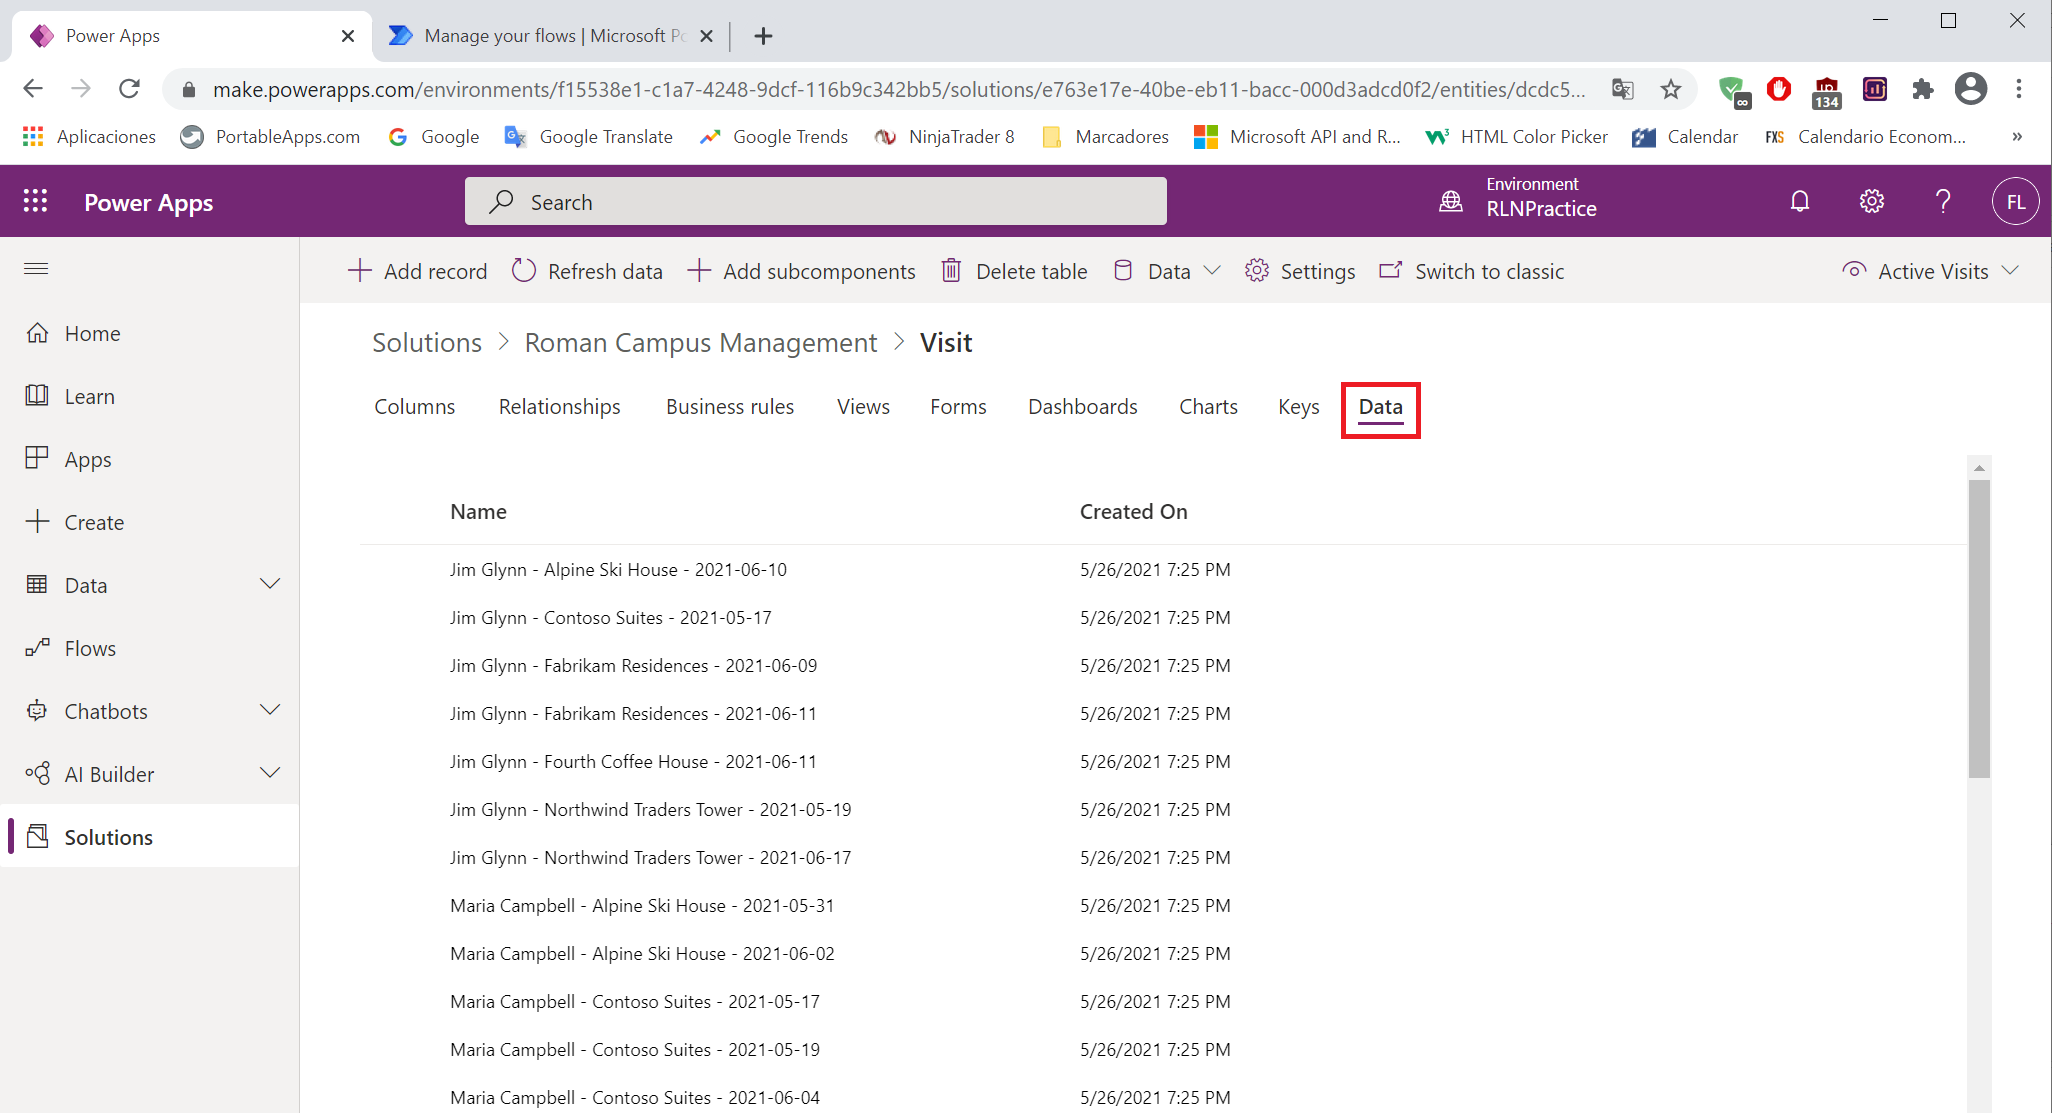 Power Apps
Manage your flows | Microsoft Po
make.powerapps.com/environments/f15538e1-c1a7-4248-9dcf-116b9c342bb5/solutions/e763e17e-40be-eb11-bacc-000d3adcd0f2/entities/dcdc5...
134
Aplicaciones PortableApps.com Google Google Translate Google Trends NinjaTrader 8 Marcadores Microsoft API and R... HTML Color Picker Calendar FXS Calendario Econom... »
Power Apps
Search
Environment
RLNPractice
FL
Add record Refresh data Add subcomponents Delete table Data Settings Switch to classic Active Visits
Home
Learn
Apps
Create
Data
Flows
Chatbots
AI Builder
Solutions
Solutions > Roman Campus Management > Visit
Columns Relationships Business rules Views Forms Dashboards Charts Keys Data
Name Created On
Jim Glynn - Alpine Ski House - 2021-06-10 5/26/2021 7:25 PM
Jim Glynn - Contoso Suites - 2021-05-17 5/26/2021 7:25 PM
Jim Glynn - Fabrikam Residences - 2021-06-09 5/26/2021 7:25 PM
Jim Glynn - Fabrikam Residences - 2021-06-11 5/26/2021 7:25 PM
Jim Glynn - Fourth Coffee House - 2021-06-11 5/26/2021 7:25 PM
Jim Glynn - Northwind Traders Tower - 2021-05-19 5/26/2021 7:25 PM
Jim Glynn - Northwind Traders Tower - 2021-06-17 5/26/2021 7:25 PM
Maria Campbell - Alpine Ski House - 2021-05-31 5/26/2021 7:25 PM
Maria Campbell - Alpine Ski House - 2021-06-02 5/26/2021 7:25 PM
Maria Campbell - Contoso Suites - 2021-05-17 5/26/2021 7:25 PM
Maria Campbell - Contoso Suites - 2021-05-19 5/26/2021 7:25 PM
Maria Campbell - Contoso Suites - 2021-06-04 5/26/2021 7:25 PM